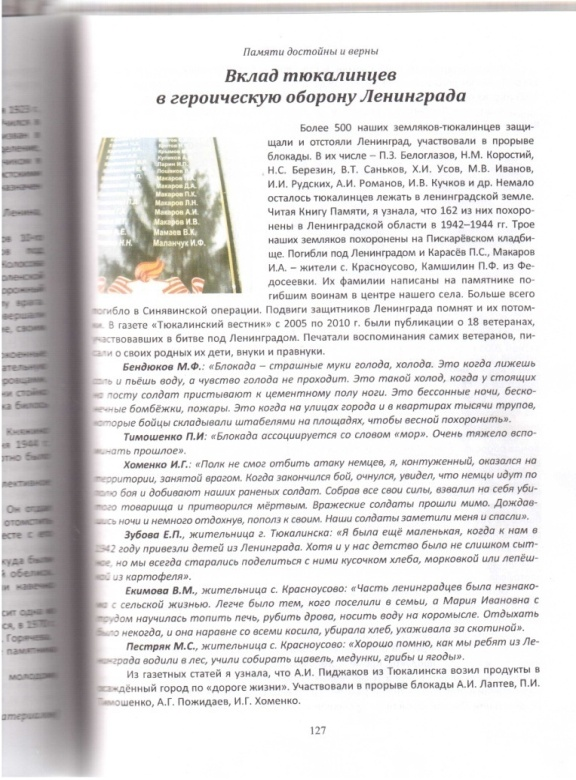 Памяти достойны и верны
Вклад тюкалинцев
в героическую оборону Ленинграда
Более 500 наших земляков-тюкалинцев защи-
щали и отстояли Ленинград, участвовали в прорыве
блокады. В их числе – П.З. Белоглазов, Н.М. Коростий,
Н.С. Березин, В.Т. Саньков, Х.И. Усов, М.В. Иванов,
И.И. Рудских, А.И. Романов, И.В. Кучков и др. Немало
осталось тюкалинцев лежать в ленинградской земле.
Читая Книгу Памяти, я узнала, что 162 из них похоро-
нены в Ленинградской области в 1942–1944 гг. Трое
наших земляков похоронены на Пискарёвском кладби-
ще. Погибли под Ленинградом и Карасёв П.С., Макаров
И.А. – жители с. Красноусово, Камшилин П.Ф. из Фе-
досеевки. Их фамилии написаны на памятнике по-
гибшим воинам в центре нашего села. Больше всего
погибло в Синявинской операции. Подвиги защитников Ленинграда помнят и их потом-
ки. В газете «Тюкалинский вестник» с 2005 по 2010 г. были публикации о 18 ветеранах,
участвовавших в битве под Ленинградом. Печатали воспоминания самих ветеранов, пи-
сали о своих родных их дети, внуки и правнуки.
Бендюков М.Ф.: «Блокада – страшные муки голода, холода. Это когда лижешь
соль и пьёшь воду, а чувство голода не проходит. Это такой холод, когда у стоящих
на посту солдат пристывают к цементному полу ноги. Это бессонные ночи, беско-
нечные бомбёжки, пожары. Это когда на улицах города и в квартирах тысячи трупов,
которые бойцы складывали штабелями на площадях, чтобы весной похоронить».
Тимошенко П.И: «Блокада ассоциируется со словом «мор». Очень тяжело вспо-
минать прошлое».
Хоменко И.Г.: «Полк не смог отбить атаку немцев, я, контуженный, оказался на
территории, занятой врагом. Когда закончился бой, очнулся, увидел, что немцы идут по
полю боя и добивают наших раненых солдат. Собрав все свои силы, взвалил на себя уби-
того товарища и притворился мёртвым. Вражеские солдаты прошли мимо. Дождав-
шись ночи и немного отдохнув, пополз к своим. Наши солдаты заметили меня и спасли».
Зубова Е.П., жительница г. Тюкалинска: «Я была ещё маленькая, когда к нам в
1942 году привезли детей из Ленинграда. Хотя и у нас детство было не слишком сыт-
ное, но мы всегда старались поделиться с ними кусочком хлеба, морковкой или лепёш-
кой из картофеля».
Екимова В.М., жительница с. Красноусово: «Часть ленинградцев была незнако-
ма с сельской жизнью. Легче было тем, кого поселили в семьи, а Мария Ивановна с
трудом научилась топить печь, рубить дрова, носить воду на коромысле. Отдыхать
было некогда, и она наравне со всеми косила, убирала хлеб, ухаживала за скотиной».
Пестряк М.С., жительница с. Красноусово: «Хорошо помню, как мы ребят из Ле-
нинграда водили в лес, учили собирать щавель, медунки, грибы и ягоды».
Из газетных статей я узнала, что А.И. Пиджаков из Тюкалинска возил продукты в
осаждённый город по «дороге жизни». Участвовали в прорыве блокады А.И. Лаптев, П.И.
Тимошенко, А.Г. Пожидаев, И.Г. Хоменко.
127
Макаров Д.А.
Макаров П.К.
Макаров Л.Н.
Макаров А.И.
Макаров И.В.
Мамаев В.К.
Маланчук И.Ф.